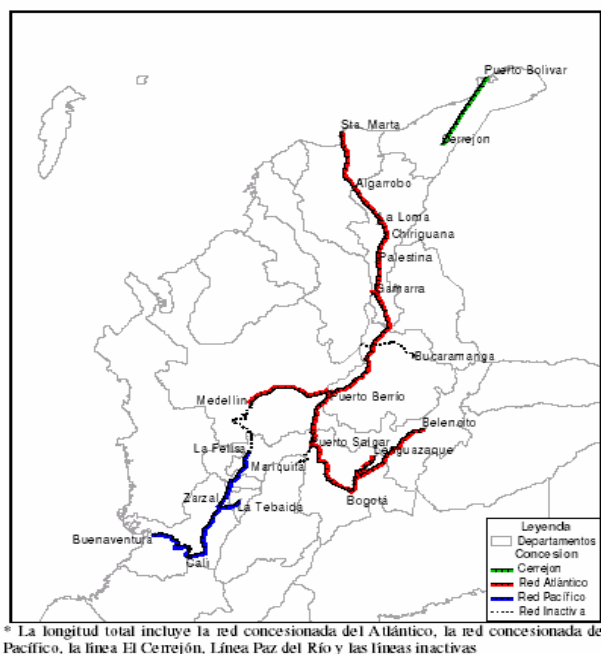 Puerto Bolivar
Sta. Marta
Cerrejon
Algarrobo
La Loma
Chiriguana
Palestina
Gamarra
Bucaramanga
Medellin
Puerto Berrio
Belencito
La Felisa
Puerto Salgar
Lenguazaque
Mariquita
Zarzal
La Tebaida
Bogotá
Buenaventura
Cali
Leyenda
Departamentos
Concesion
Cerrejon
Red Atlántico
Red Pacífico
Red Inactiva
* La longitud total incluye la red concesionada del Atlántico, la red concesionada de
Pacífico, la línea El Cerrejón, Línea Paz del Río y las líneas inactivas